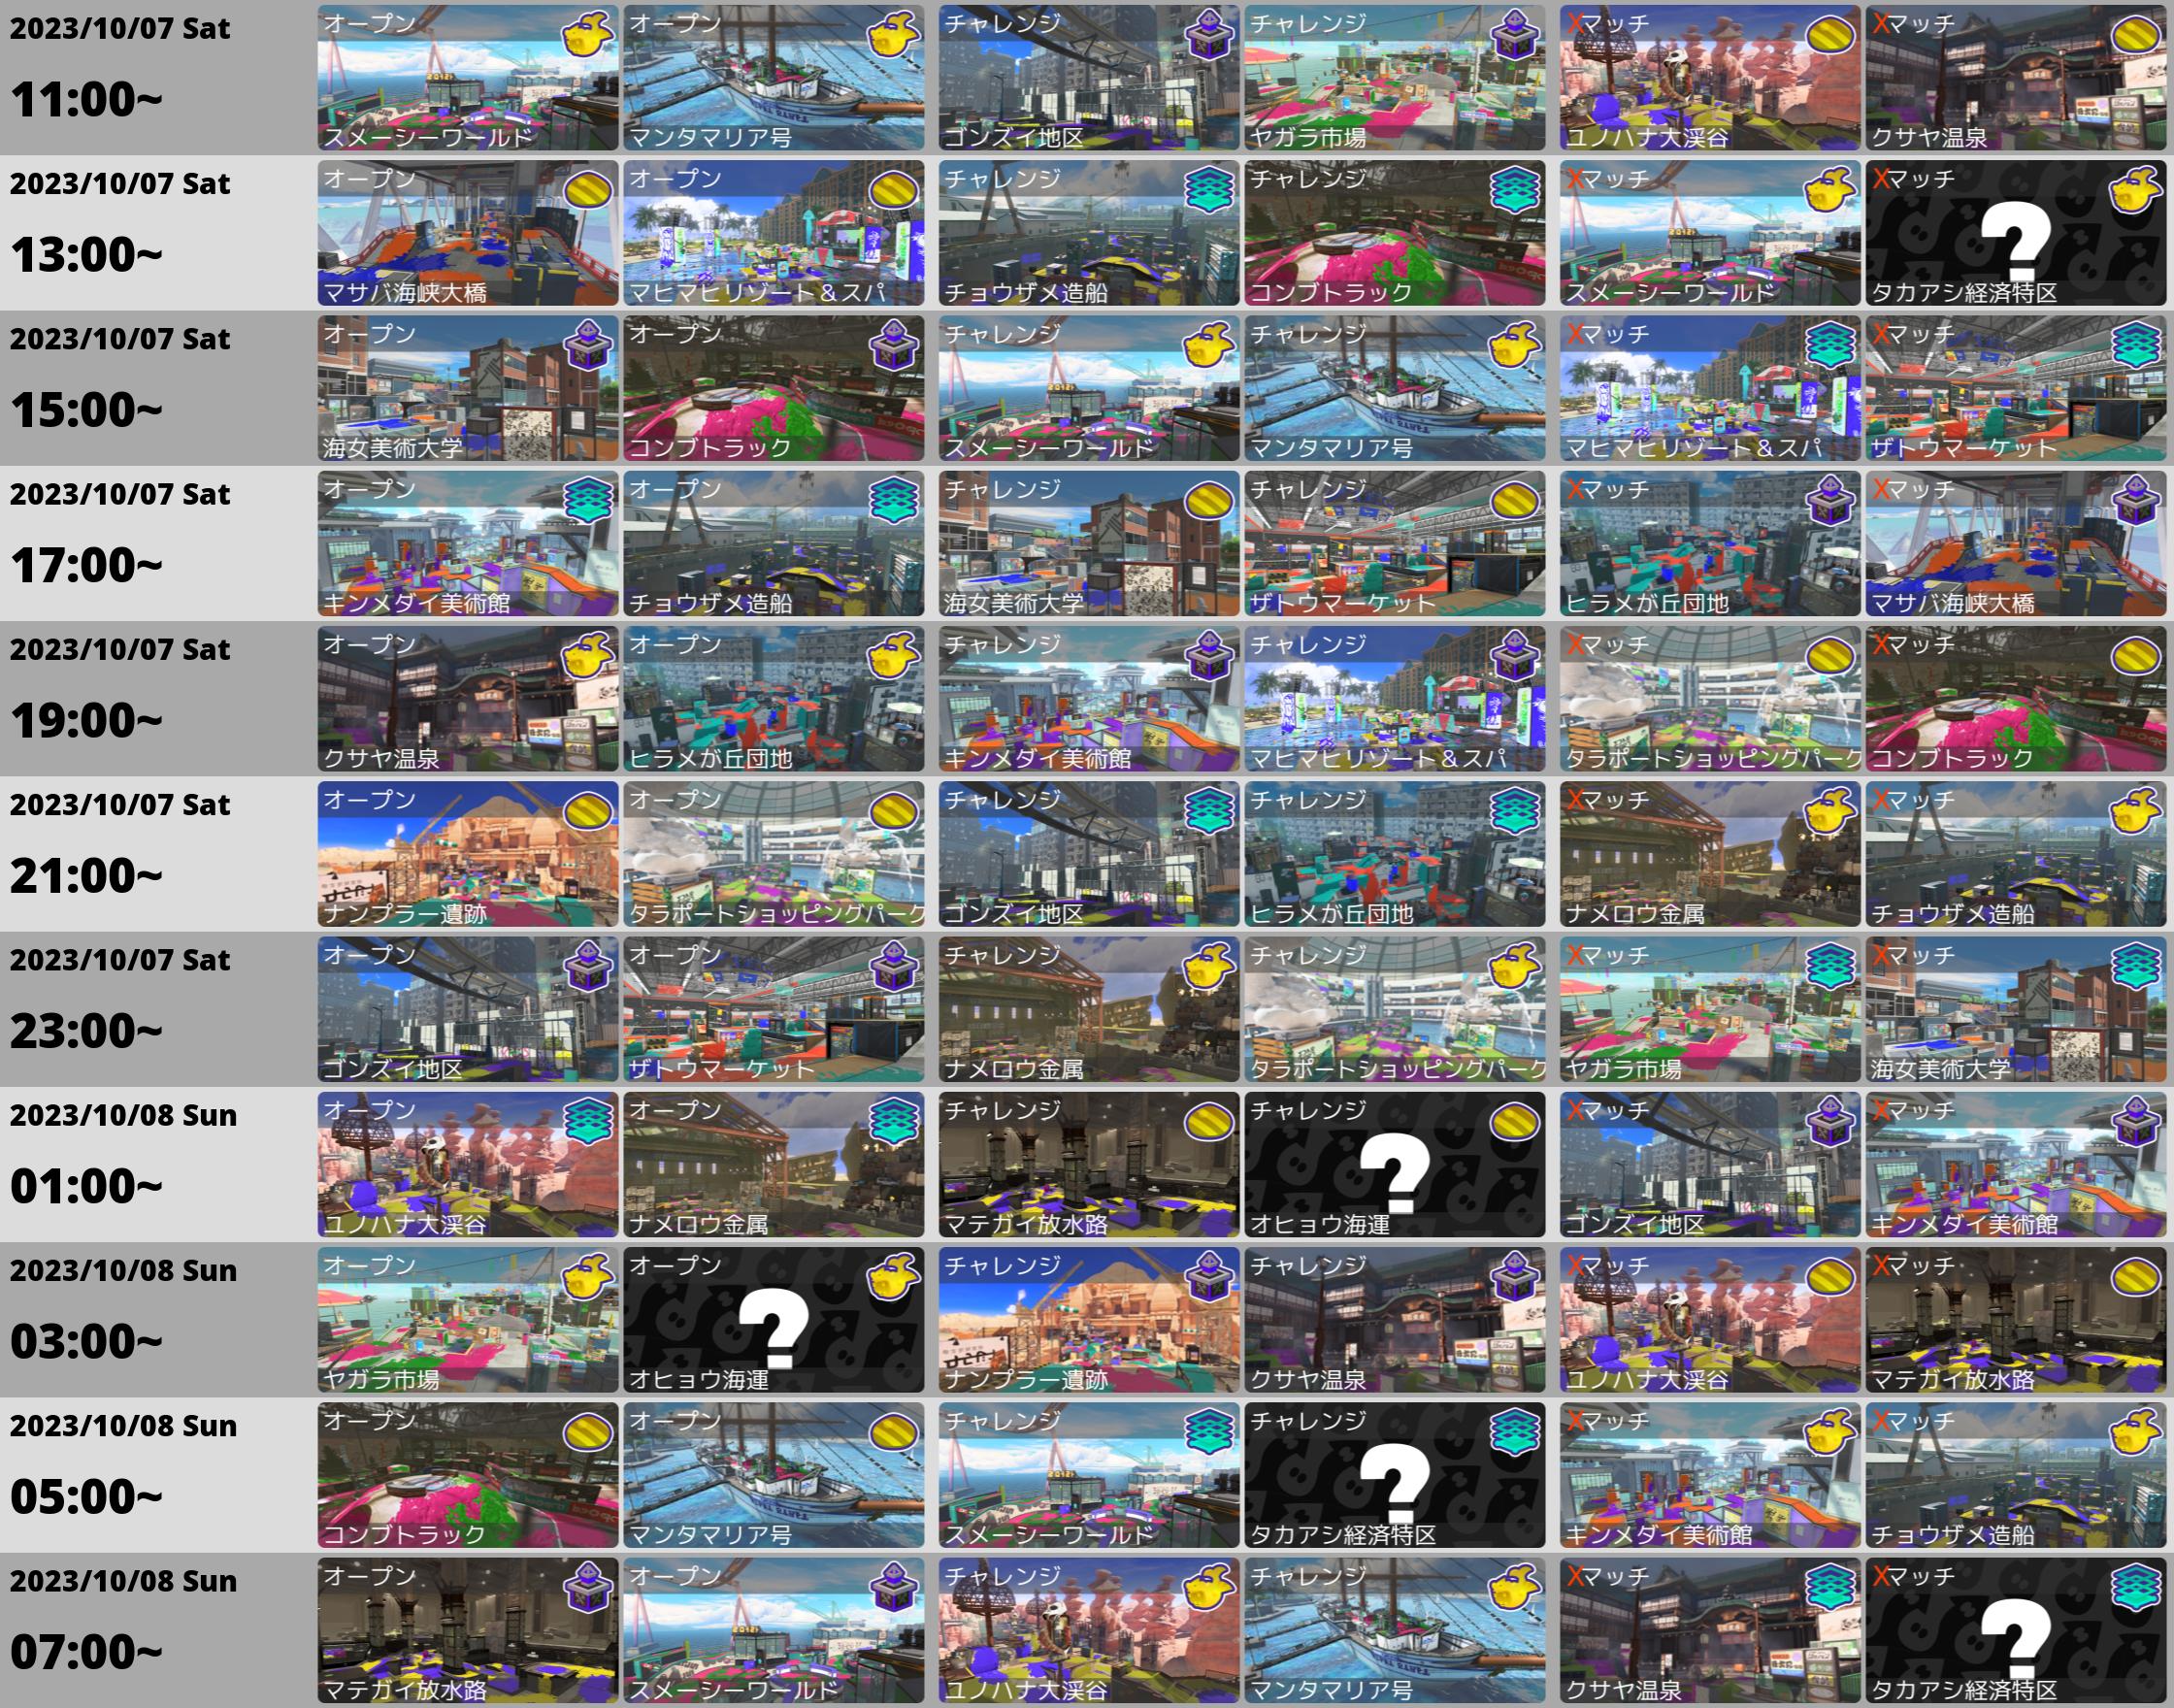 2023/10/07 Sat
11:00~
オープン
スメーシーワールド
オープン
マンタマリア号
チャレンジ
ゴンズイ地区
チャレンジ
ヤガラ市場
Xマッチ
ユノハナ大渓谷
Xマッチ
クサヤ温泉
2023/10/07 Sat
13:00~
オープン
マサバ海峡大橋
オープン
マヒマヒリゾート&スパ
チャレンジ
チョウザメ造船
チャレンジ
コンブトラック
Xマッチ
スメーシーワールド
Xマッチ
?
タカアシ経済特区
2023/10/07 Sat
15:00~
オープン
海女美術大学
オープン
コンブトラック
チャレンジ
スメーシーワールド
チャレンジ
マンタマリア号
Xマッチ
マヒマヒリゾート&スパ
Xマッチ
ザトウマーケット
2023/10/07 Sat
17:00~
オープン
キンメダイ美術館
オープン
チョウザメ造船
チャレンジ
海女美術大学
チャレンジ
ザトウマーケット
Xマッチ
ヒラメが丘団地
Xマッチ
マサバ海峡大橋
2023/10/07 Sat
19:00~
オープン
クサヤ温泉
オープン
ヒラメが丘団地
チャレンジ
キンメダイ美術館
チャレンジ
マヒマヒリゾート&スパ
Xマッチ
タラポートショッピングパーク
Xマッチ
コンブトラック
2023/10/07 Sat
21:00~
オープン
ナンプラー遺跡
オープン
タラポートショッピングパーク
チャレンジ
ゴンズイ地区
チャレンジ
ヒラメが丘団地
Xマッチ
ナメロウ金属
Xマッチ
チョウザメ造船
2023/10/07 Sat
23:00~
オープン
ゴンズイ地区
オープン
ザトウマーケット
チャレンジ
ナメロウ金属
チャレンジ
タラポートショッピングパーク
Xマッチ
ヤガラ市場
Xマッチ
海女美術大学
2023/10/08 Sun
01:00~
オープン
ユノハナ大渓谷
オープン
ナメロウ金属
チャレンジ
マテガイ放水路
チャレンジ
?
オヒョウ海運
Xマッチ
ゴンズイ地区
Xマッチ
キンメダイ美術館
2023/10/08 Sun
03:00~
オープン
ヤガラ市場
オープン
?
オヒョウ海運
チャレンジ
ナンプラー遺跡
チャレンジ
クサヤ温泉
Xマッチ
ユノハナ大渓谷
Xマッチ
マテガイ放水路
2023/10/08 Sun
05:00~
オープン
コンブトラック
オープン
マンタマリア号
チャレンジ
スメーシーワールド
チャレンジ
?
タカアシ経済特区
Xマッチ
キンメダイ美術館
Xマッチ
チョウザメ造船
2023/10/08 Sun
07:00~
オープン
マテガイ放水路
オープン
スメーシーワールド
チャレンジ
ユノハナ大渓谷
チャレンジ
マンタマリア号
Xマッチ
クサヤ温泉
Xマッチ
?
タカアシ経済特区